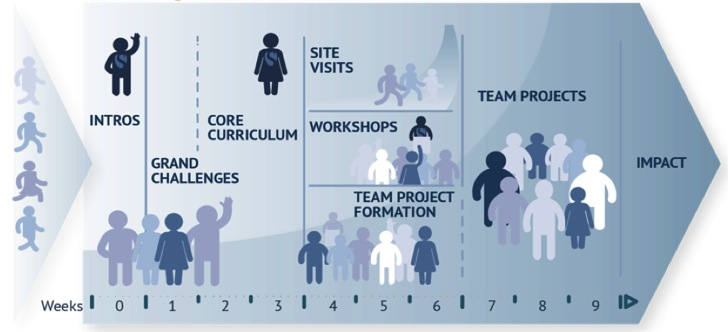 INTROS
GRAND
CHALLENGES
CORE
CURRICULUM
SITE
VISITS
WORKSHOPS
TEAM PROJECT
FORMATION
TEAM PROJECTS
IMPACT
Weeks 0 1 2 3 4 5 6 7 8 9